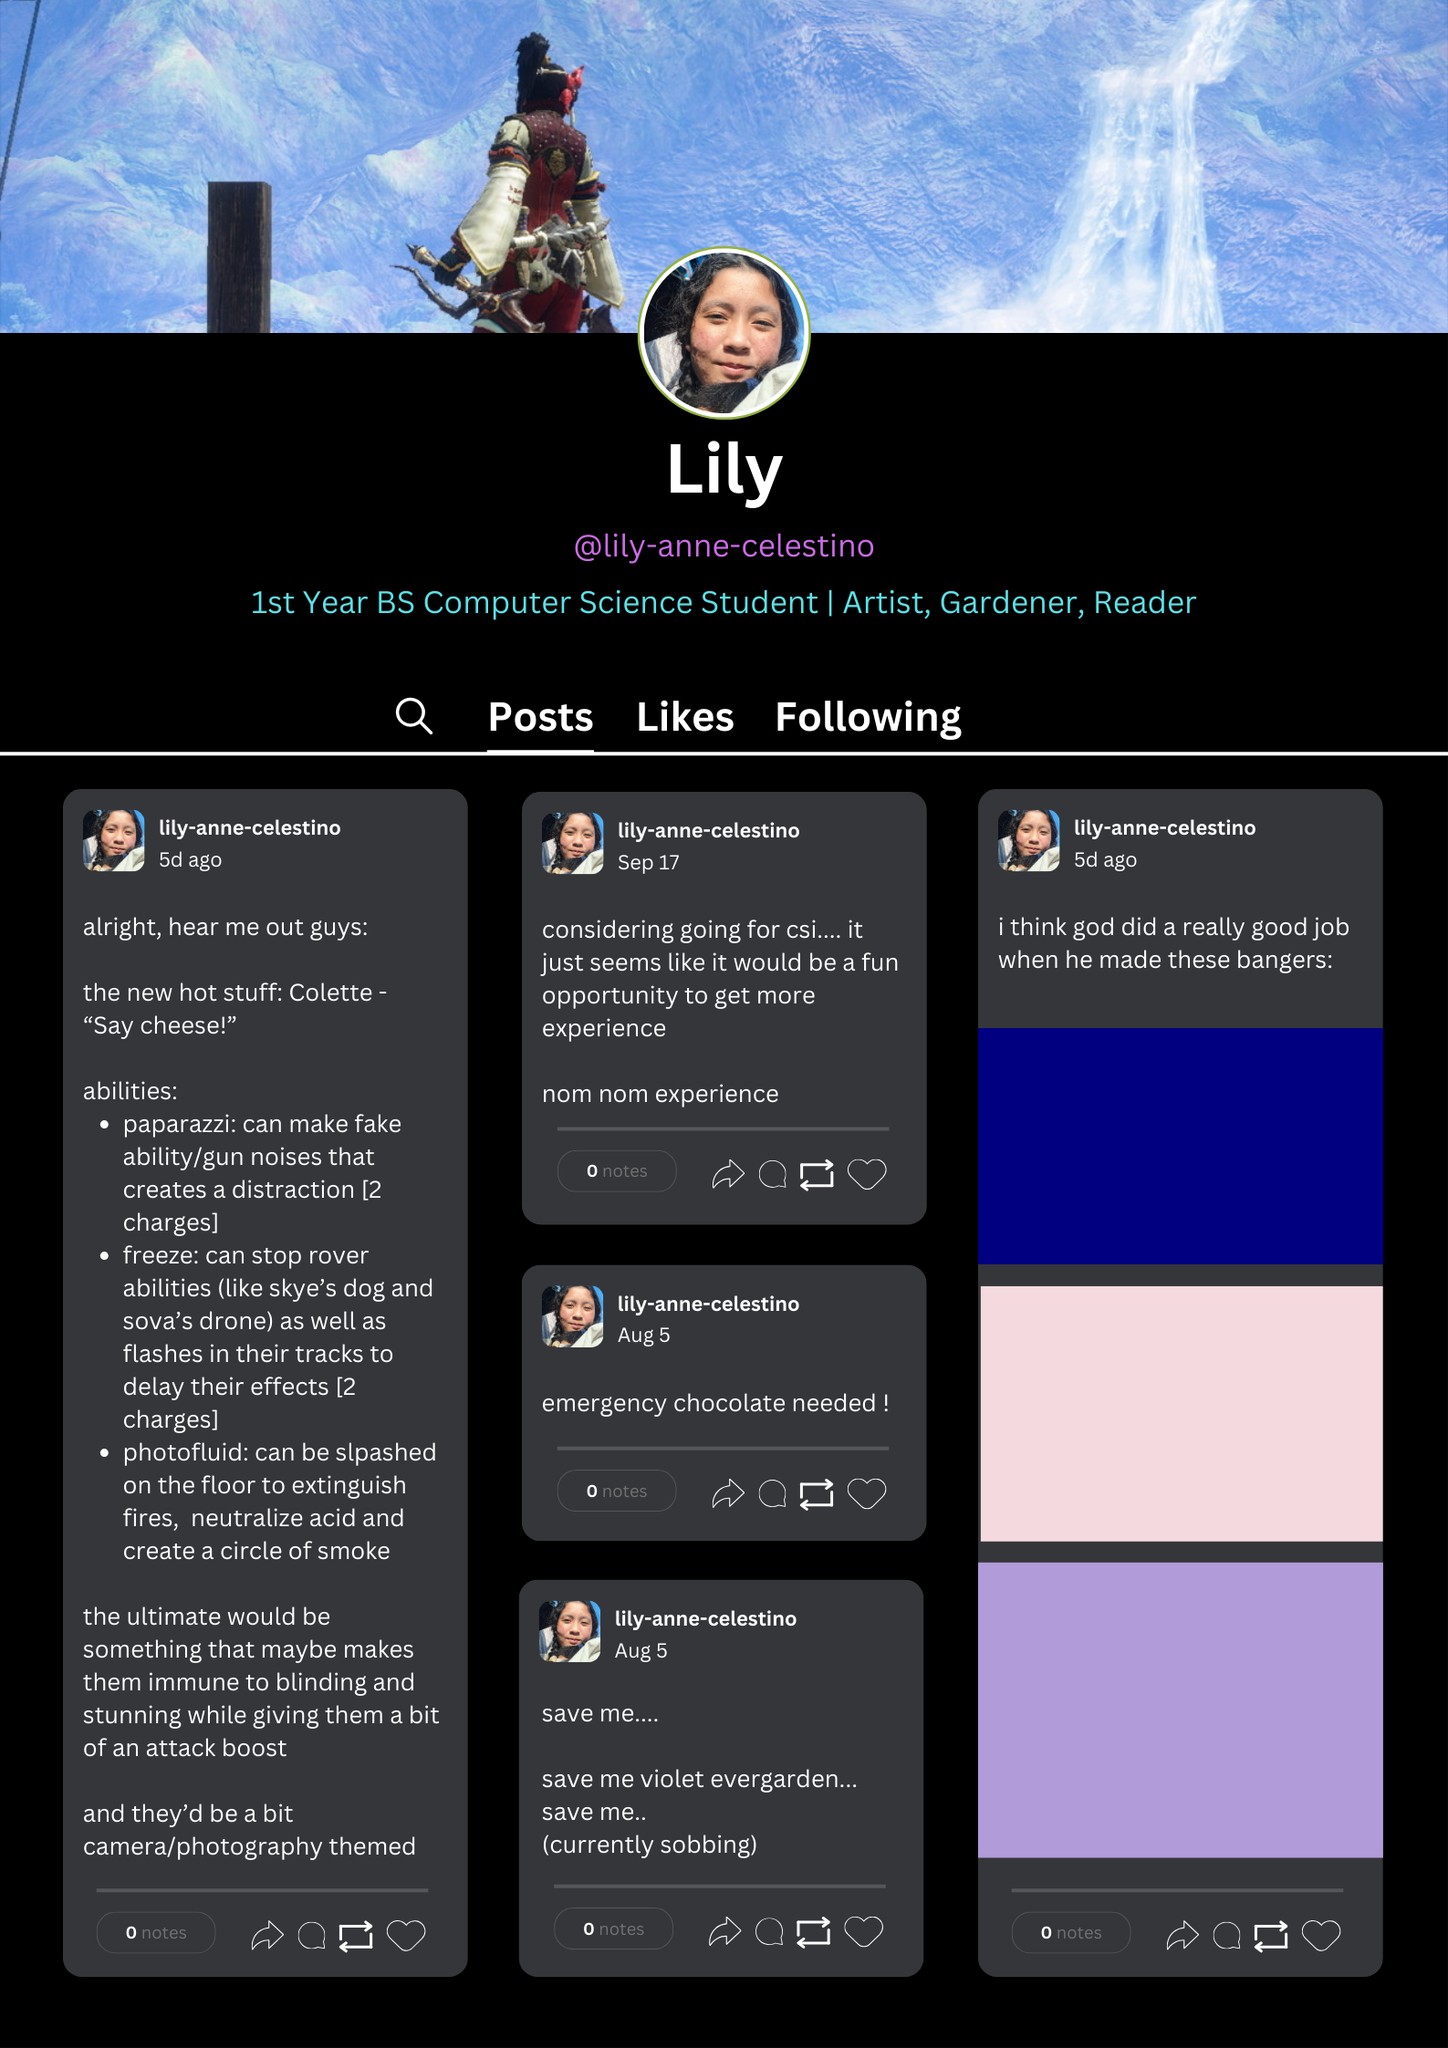 Lily
@lily-anne-celestino
1st Year BS Computer Science Student | Artist, Gardener, Reader
Posts
Likes
Following
lily-anne-celestino
5d ago
alright, hear me out guys:
the new hot stuff: Colette -
“Say cheese!”
abilities:
• paparazzi: can make fake
ability/gun noises that
creates a distraction [2
charges]
• freeze: can stop rover
abilities (like skye’s dog and
sova’s drone) as well as
flashes in their tracks to
delay their effects [2
charges]
• photofluid: can be slpashed
on the floor to extinguish
fires,  neutralize acid and
create a circle of smoke
the ultimate would be
something that maybe makes
them immune to blinding and
stunning while giving them a bit
of an attack boost
and they’d be a bit
camera/photography themed
0 notes
lily-anne-celestino
Sep 17
considering going for csi.... it
just seems like it would be a fun
opportunity to get more
experience
nom nom experience
0 notes
lily-anne-celestino
Aug 5
emergency chocolate needed !
0 notes
lily-anne-celestino
Aug 5
save me....
save me violet evergarden...
save me..
(currently sobbing)
0 notes
lily-anne-celestino
5d ago
i think god did a really good job
when he made these bangers:
0 notes